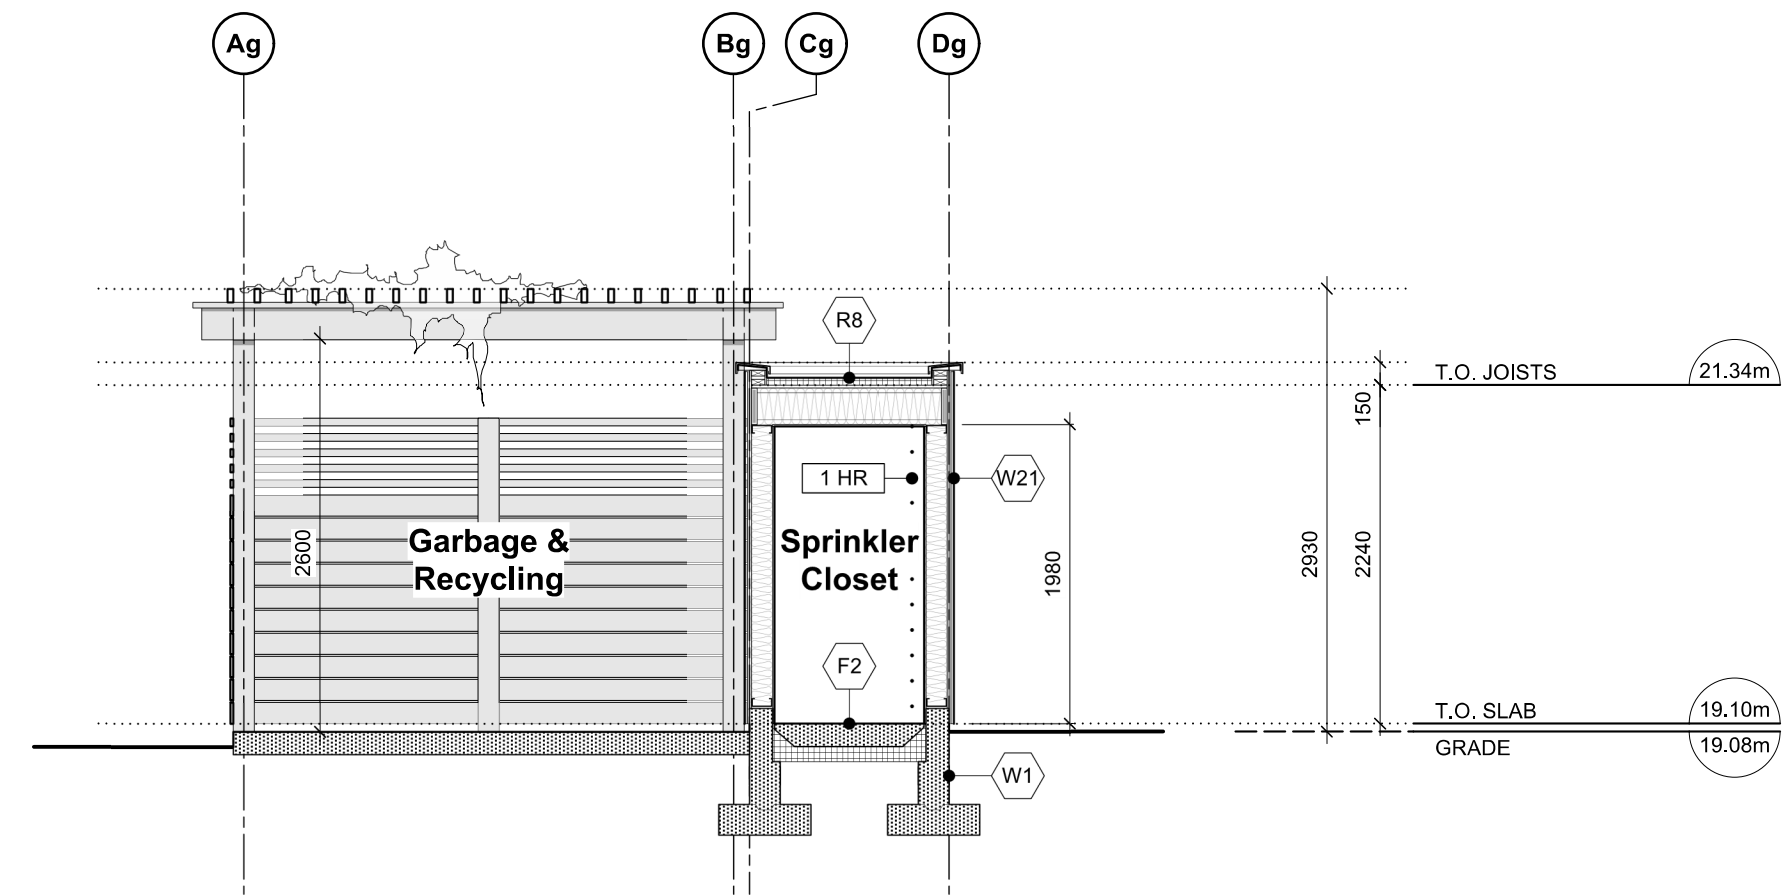 Ag
Bg
Cg
Dg
R8
T.O. JOISTS
21.34m
150
1 HR
W21
Garbage &
Recycling
Sprinkler
Closet
2600
1980
2930
2240
F2
T.O. SLAB
19.10m
GRADE
19.08m
W1